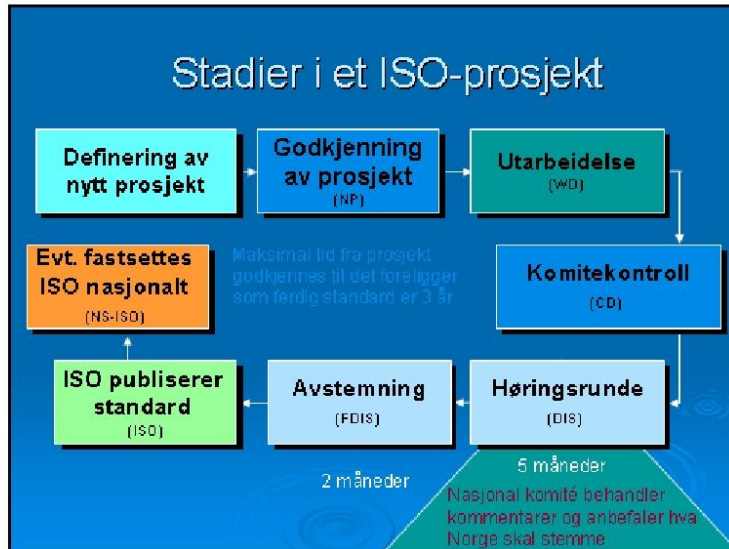 Stadier i et ISO-prosjekt
Definering av
nytt prosjekt
Godkjenning
av prosjekt
(NP)
Utarbeidelse
(WD)
Komitekontroll
(CD)
Høringsrunde
(DIS)
Avstemning
(FDIS)
ISO publiserer
standard
(ISO)
Evt. fastsettes
ISO nasjonalt
(NS-ISO)
Maksimal tid fra prosjekt
godkjennes til det foreligger
som ferdig standard er 3 år
2 måneder
5 måneder
Nasjonal komité behandler
kommentarer og anbefaler hva
Norge skal stemme